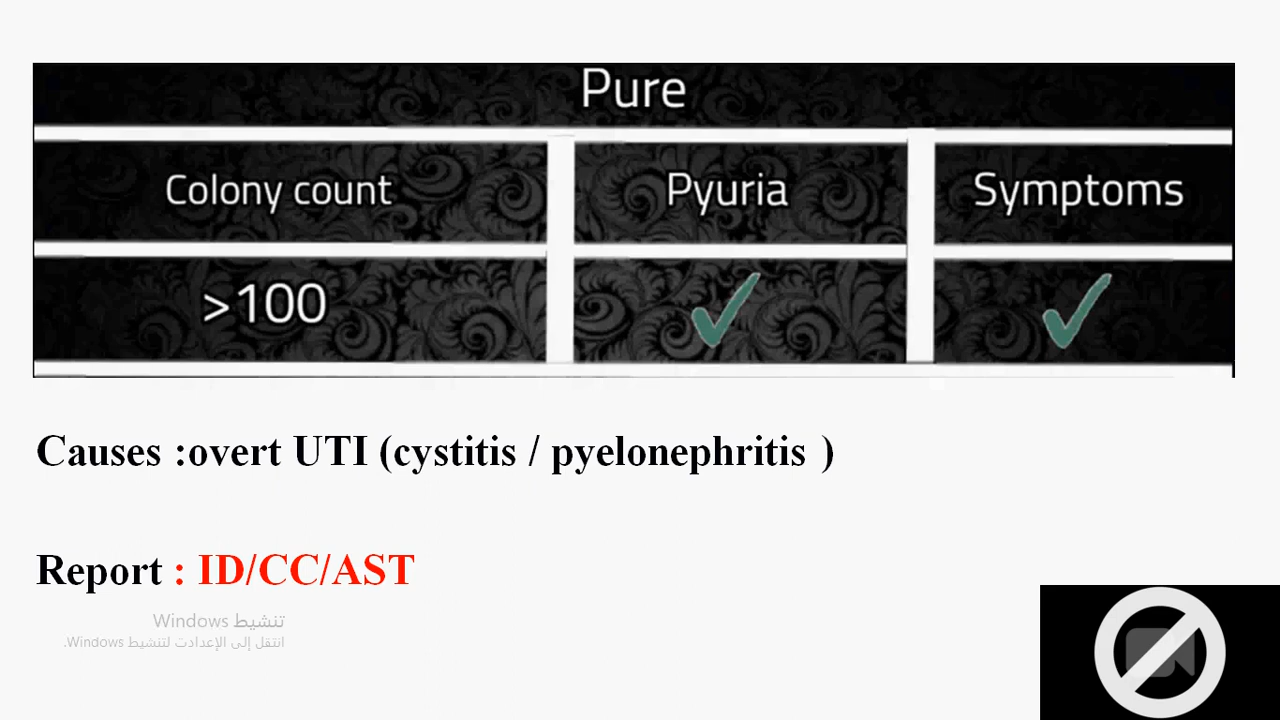 Pure
Colony count Pyuria Symptoms
>100 ✓ ✓
Causes :overt UTI (cystitis / pyelonephritis )
Report : ID/CC/AST
تنشيط Windows
انتقل إلى الإعدادت لتنشيط Windows.